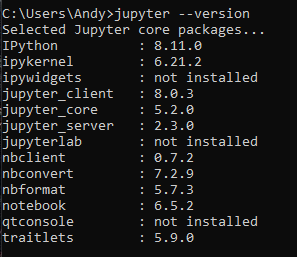 C:\Users\Andy>jupyter --version
Selected Jupyter core packages...
IPython          : 8.11.0
ipykernel        : 6.21.2
ipywidgets       : not installed
jupyter_client   : 8.0.3
jupyter_core     : 5.2.0
jupyter_server   : 2.3.0
jupyterlab       : not installed
nbclient         : 0.7.2
nbconvert        : 7.2.9
nbformat         : 5.7.3
notebook         : 6.5.2
qtconsole        : not installed
traitlets        : 5.9.0